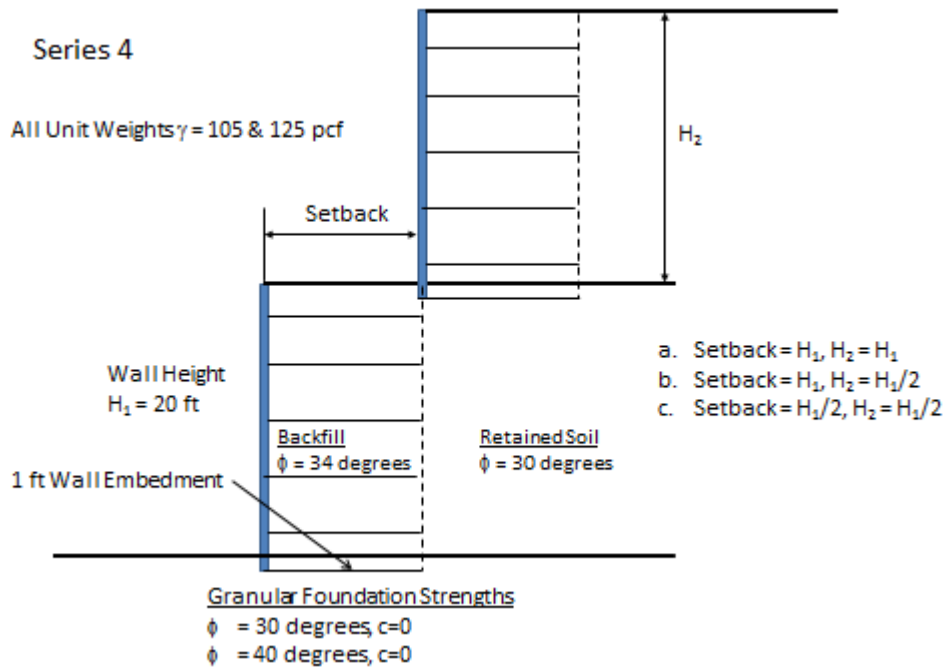 Series 4
All Unit Weights γ = 105 & 125 pcf
H₂
Setback
a. Setback = H₁, H₂ = H₁
b. Setback = H₁, H₂ = H₁/2
c. Setback = H₁/2, H₂ = H₁/2
Wall Height
H₁ = 20 ft
Backfill
ϕ = 34 degrees
Retained Soil
ϕ = 30 degrees
1 ft Wall Embedment
Granular Foundation Strengths
ϕ = 30 degrees, c=0
ϕ = 40 degrees, c=0